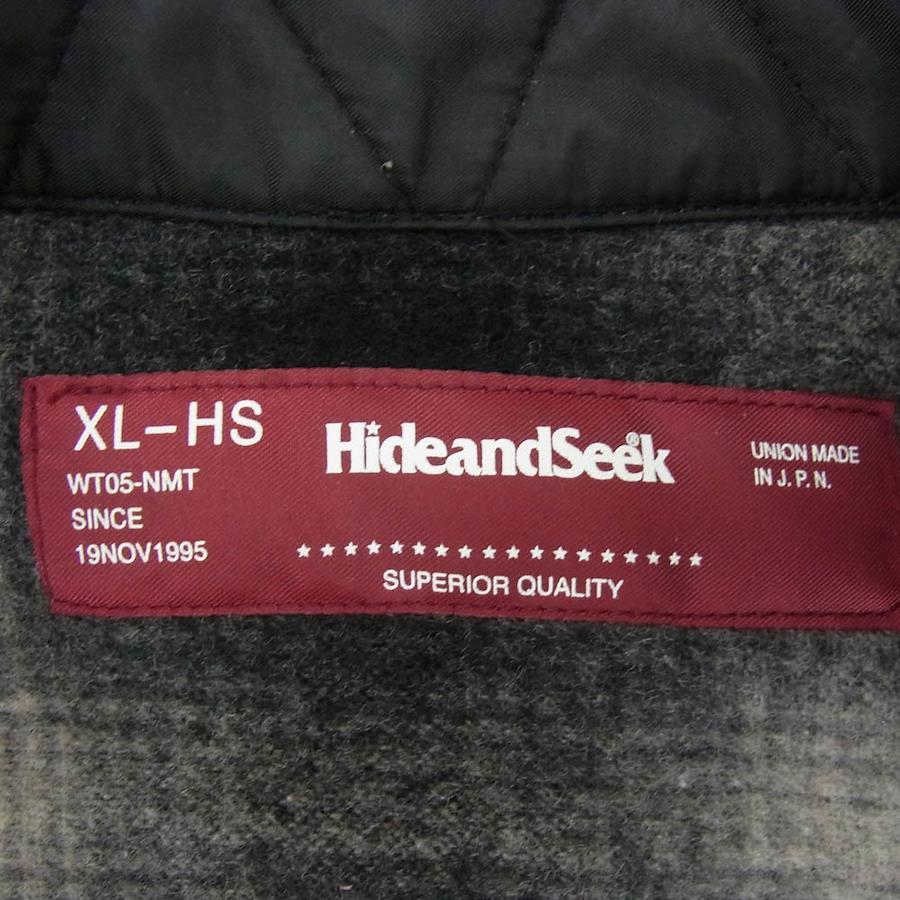 XL-HS
WT05-NMT
SINCE
19NOV1995
HideandSeek®
★★★★★★★★★★★★★★★★★★
SUPERIOR QUALITY
UNION MADE
IN J.P.N.